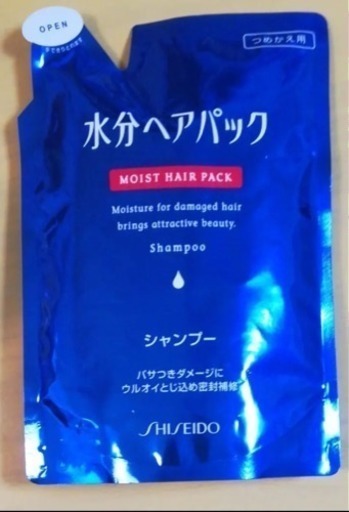 OPEN
つめかえ用
水分ヘアパック
MOIST HAIR PACK
Moisture for damaged hair
brings attractive beauty.
Shampoo
シャンプー
パサつきダメージに
ウルオイとじ込め密封補修
SHISEIDO